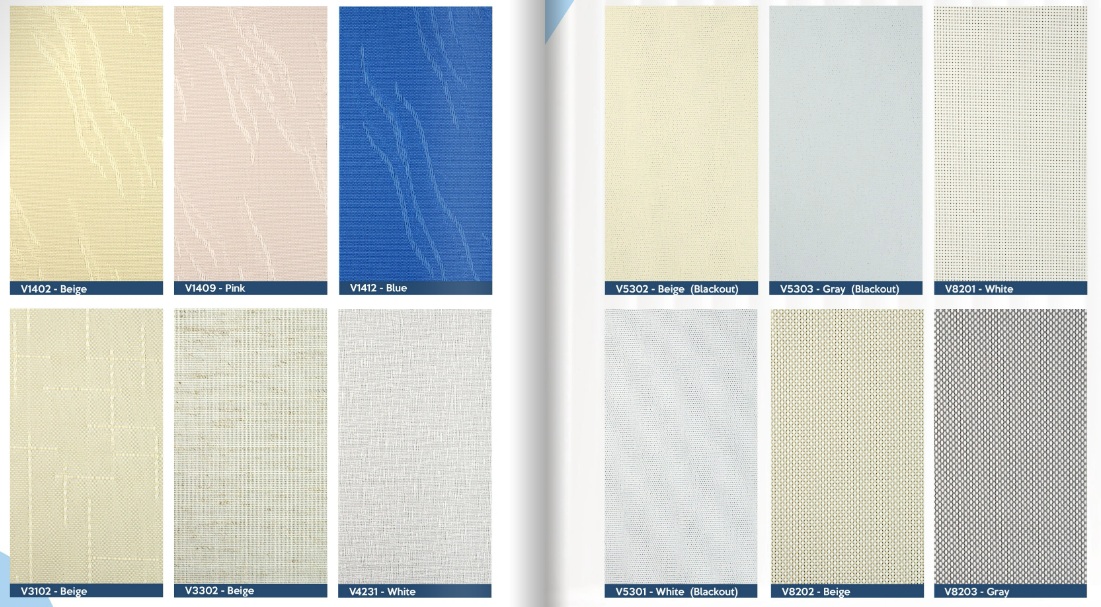 V1402 - Beige
V1409 - Pink
V1412 - Blue
V3102 - Beige
V3302 - Beige
V4231 - White
V5302 - Beige (Blackout)
V5303 - Gray (Blackout)
V8201 - White
V5301 - White (Blackout)
V8202 - Beige
V8203 - Gray